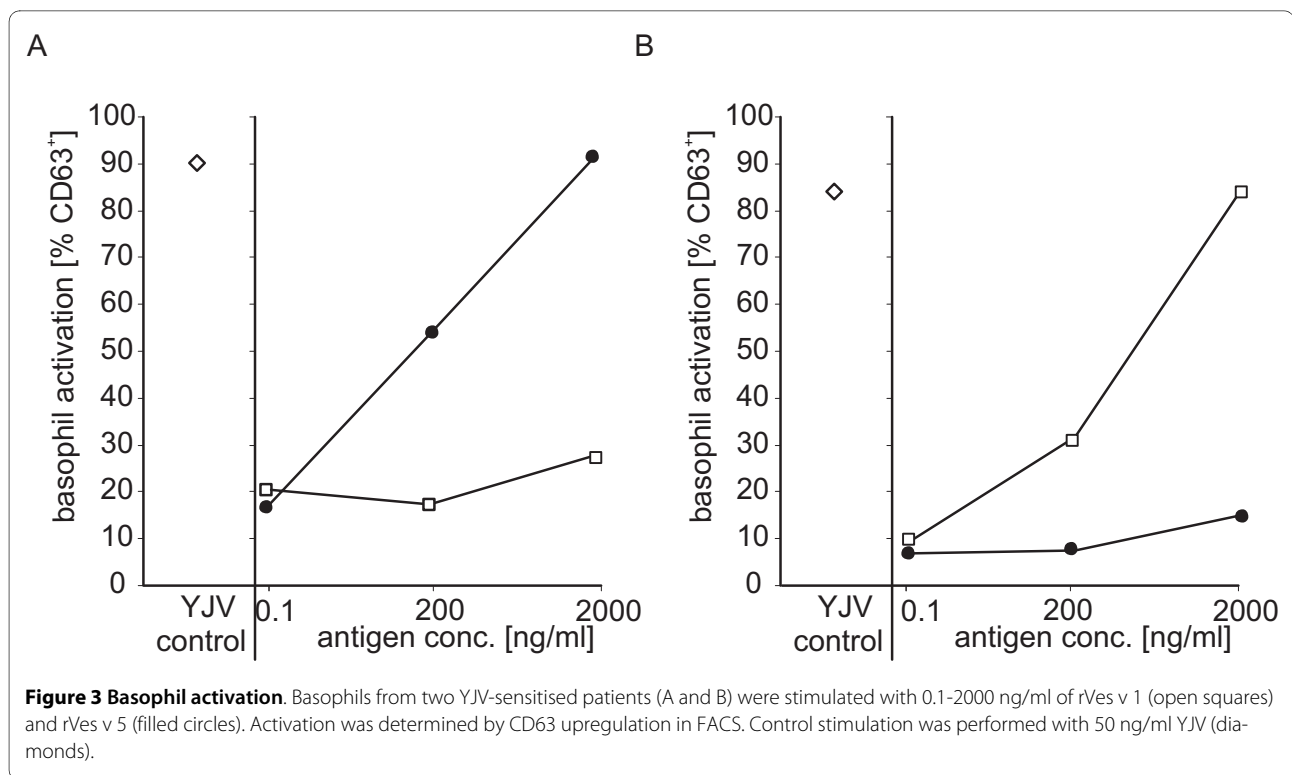 A
B
basophil activation [% CD63+]
100
90
80
70
60
50
40
30
20
10
0
YJV
control
0.1
200
2000
antigen conc. [ng/ml]
basophil activation [% CD63+]
100
90
80
70
60
50
40
30
20
10
0
YJV
control
0.1
200
2000
antigen conc. [ng/ml]
Figure 3 Basophil activation. Basophils from two YJV-sensitised patients (A and B) were stimulated with 0.1-2000 ng/ml of rVes v 1 (open squares)
and rVes v 5 (filled circles). Activation was determined by CD63 upregulation in FACS. Control stimulation was performed with 50 ng/ml YJV (dia-
monds).